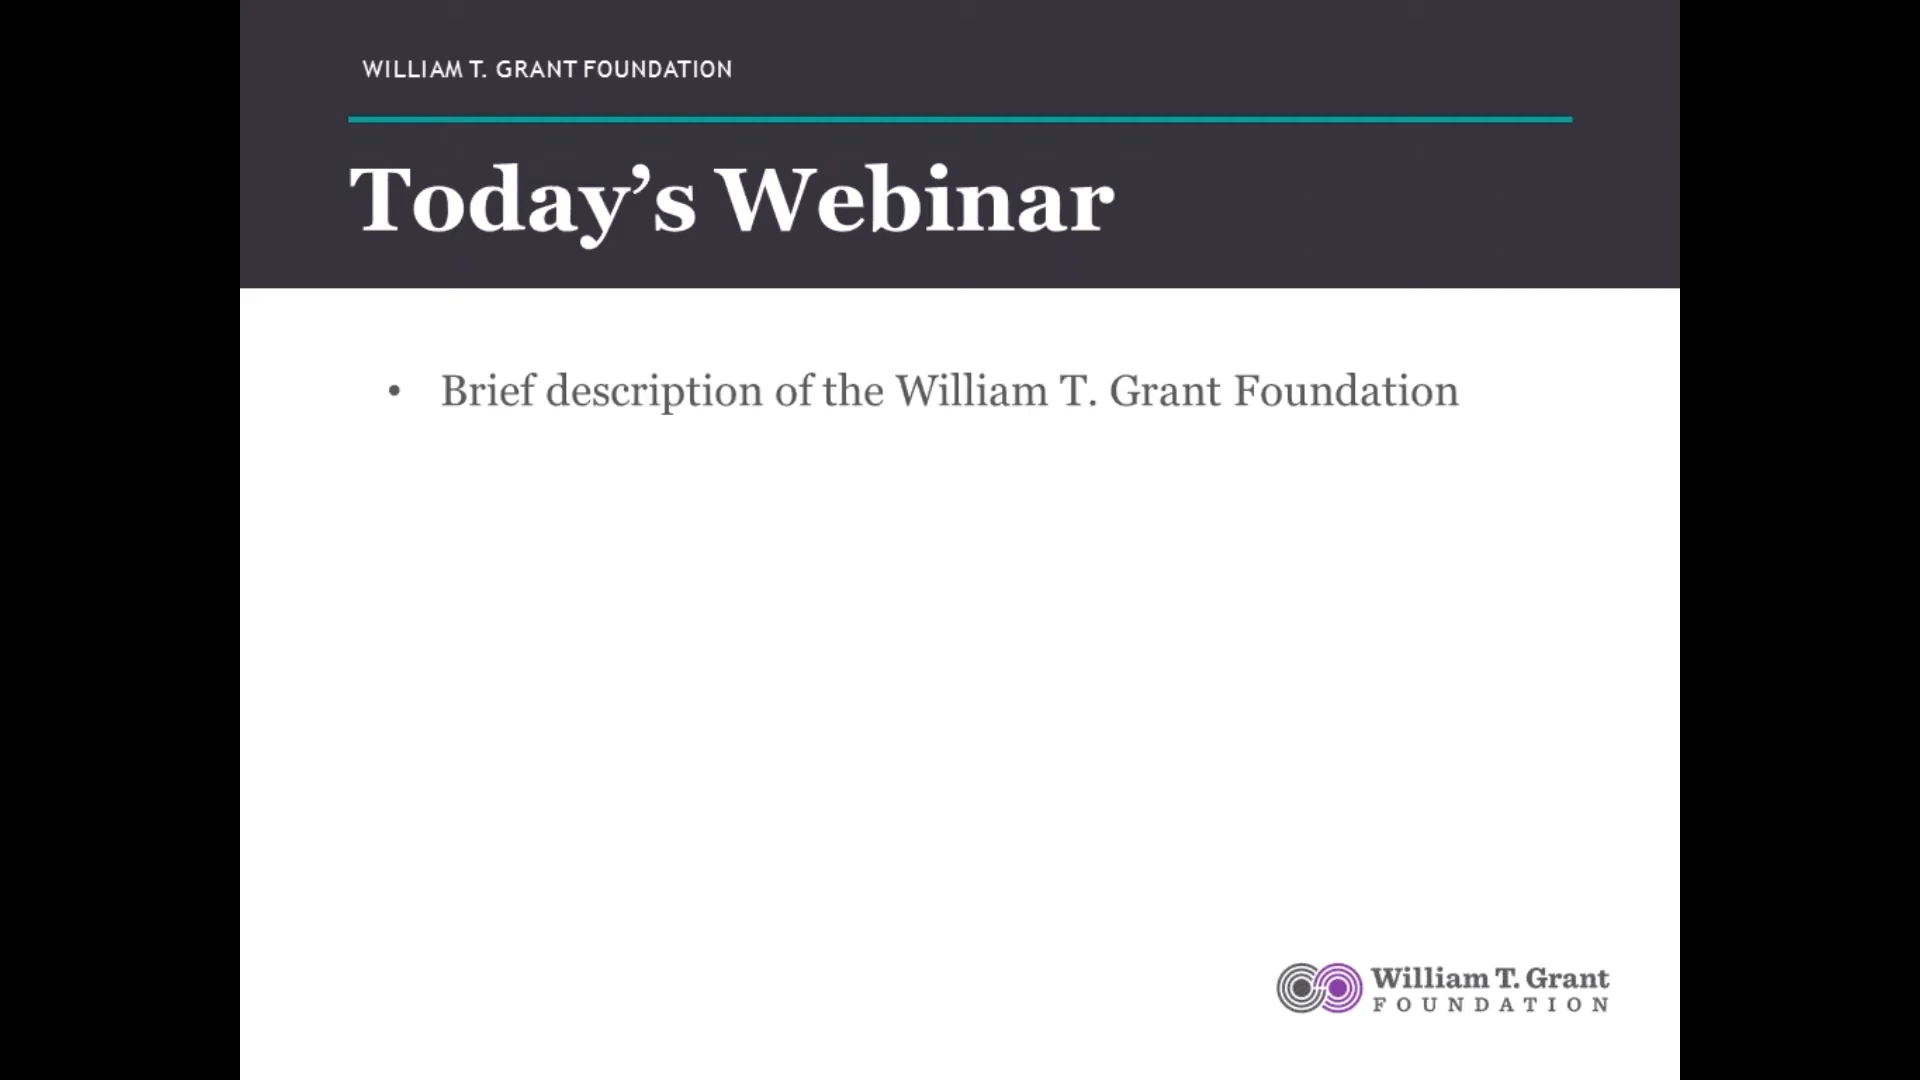 WILLIAM T. GRANT FOUNDATION
Today’s Webinar
• Brief description of the William T. Grant Foundation
William T. Grant
FOUNDATION